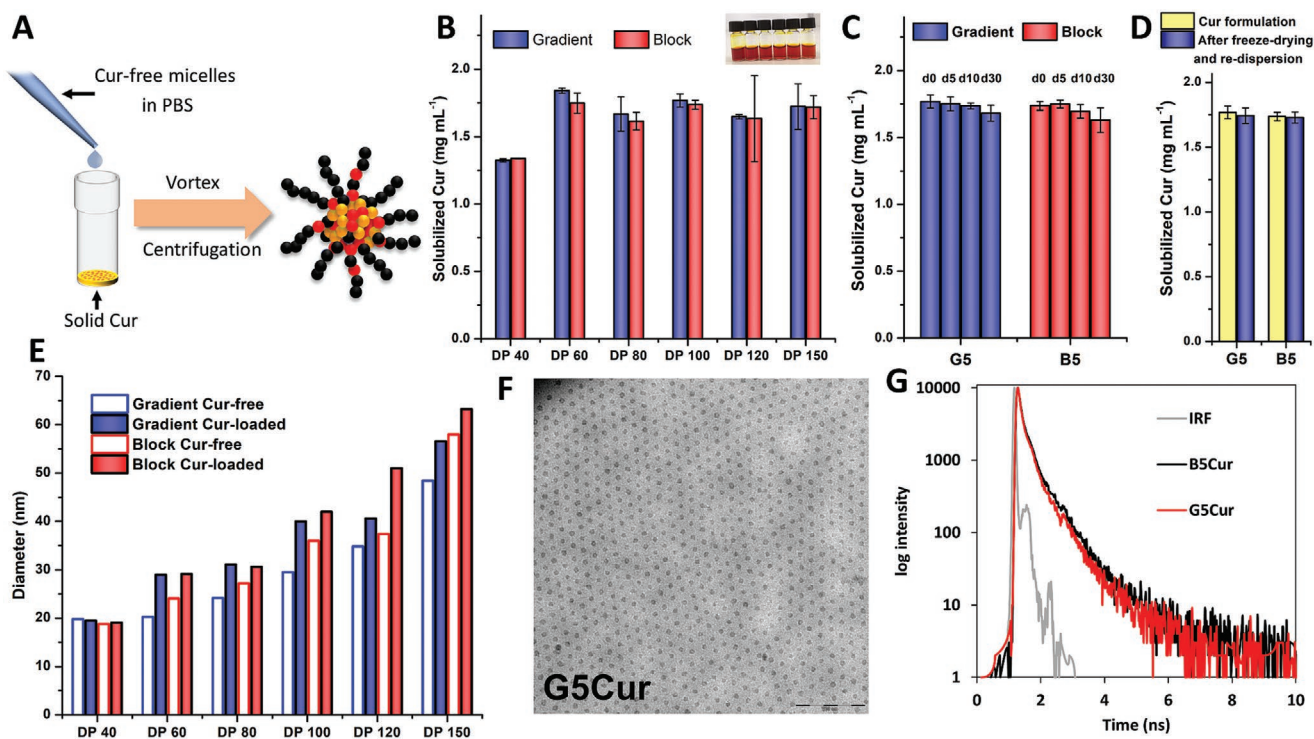 A
Cur-free micelles
in PBS
Vortex
Centrifugation
Solid Cur
B
Gradient
Block
Solubilized Cur (mg mL⁻¹)
2.0
1.5
1.0
0.5
0.0
DP 40
DP 60
DP 80
DP 100
DP 120
DP 150
C
Gradient
Block
d0 d5 d10 d30
d0 d5 d10 d30
Solubilized Cur (mg mL⁻¹)
2.0
1.5
1.0
0.5
0.0
G5
B5
D
Cur formulation
After freeze-drying
and re-dispersion
Solubilized Cur (mg mL⁻¹)
2.0
1.5
1.0
0.5
0.0
G5
B5
E
Gradient Cur-free
Gradient Cur-loaded
Block Cur-free
Block Cur-loaded
Diameter (nm)
70
60
50
40
30
20
10
0
DP 40
DP 60
DP 80
DP 100
DP 120
DP 150
F
G5Cur
G
IRF
B5Cur
G5Cur
log intensity
10000
1000
100
10
1
0
2
4
6
8
10
Time (ns)